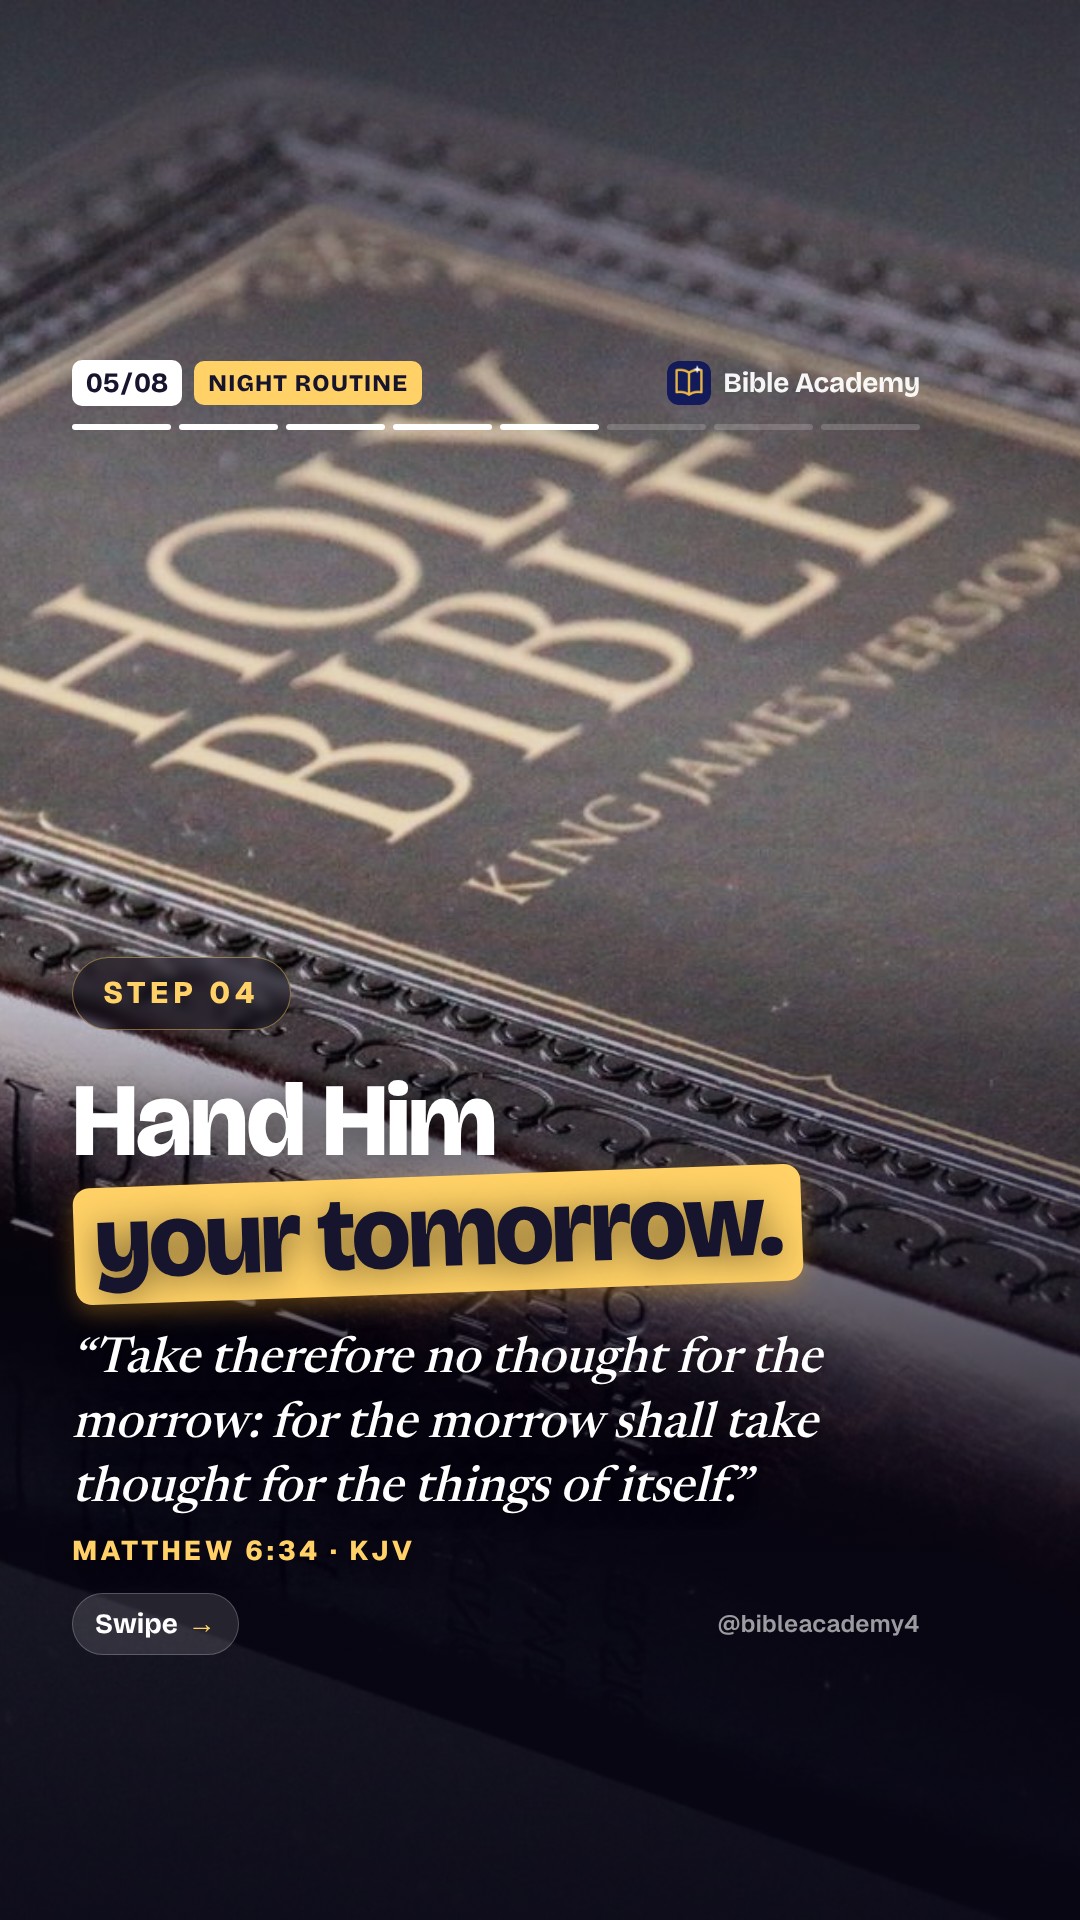 05/08 NIGHT ROUTINE
Bible Academy
HOLY
BIBLE
KING JAMES VERSION
STEP 04
Hand Him
your tomorrow.
“Take therefore no thought for the
morrow: for the morrow shall take
thought for the things of itself.”
MATTHEW 6:34 · KJV
Swipe →
@bibleacademy4